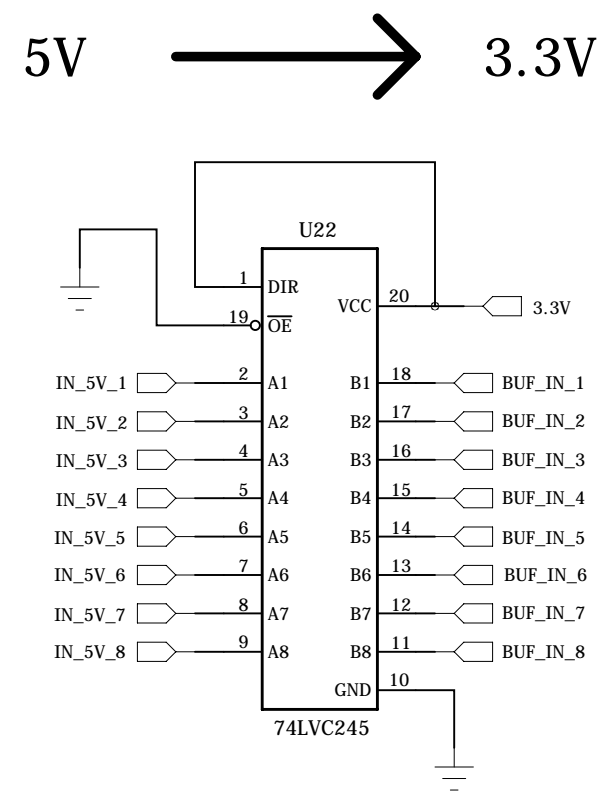 5V 3.3V
U22
1 DIR
VCC 20 3.3V
19 OE
IN_5V_1 2 A1 B1 18 BUF_IN_1
IN_5V_2 3 A2 B2 17 BUF_IN_2
IN_5V_3 4 A3 B3 16 BUF_IN_3
IN_5V_4 5 A4 B4 15 BUF_IN_4
IN_5V_5 6 A5 B5 14 BUF_IN_5
IN_5V_6 7 A6 B6 13 BUF_IN_6
IN_5V_7 8 A7 B7 12 BUF_IN_7
IN_5V_8 9 A8 B8 11 BUF_IN_8
GND 10
74LVC245